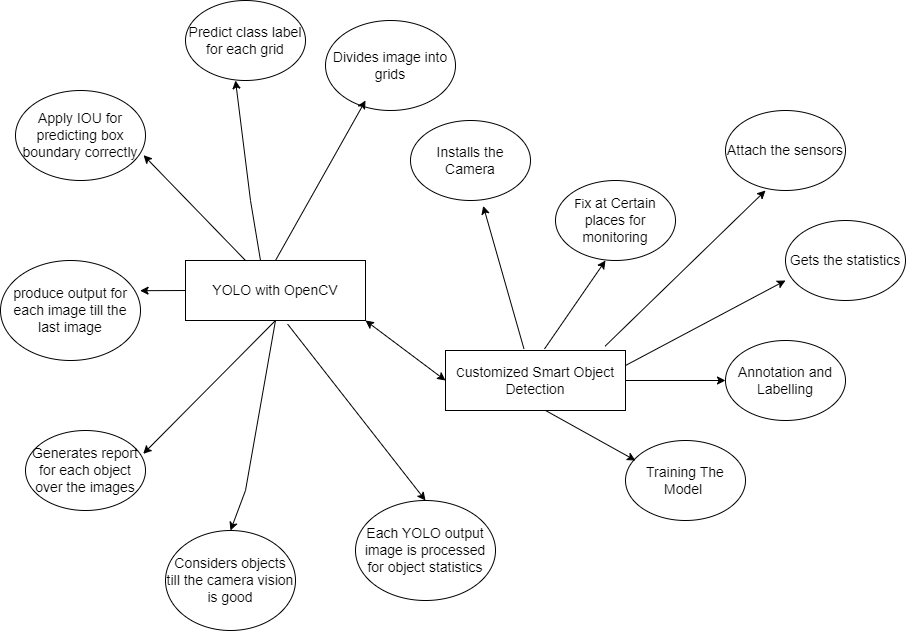 Predict class label
for each grid
Divides image into
grids
Apply IOU for
predicting box
boundary correctly
Installs the
Camera
Attach the sensors
Fix at Certain
places for
monitoring
Gets the statistics
YOLO with OpenCV
produce output for
each image till the
last image
Customized Smart Object
Detection
Annotation and
Labelling
Generates report
for each object
over the images
Training The
Model
Each YOLO output
image is processed
for object statistics
Considers objects
till the camera vision
is good